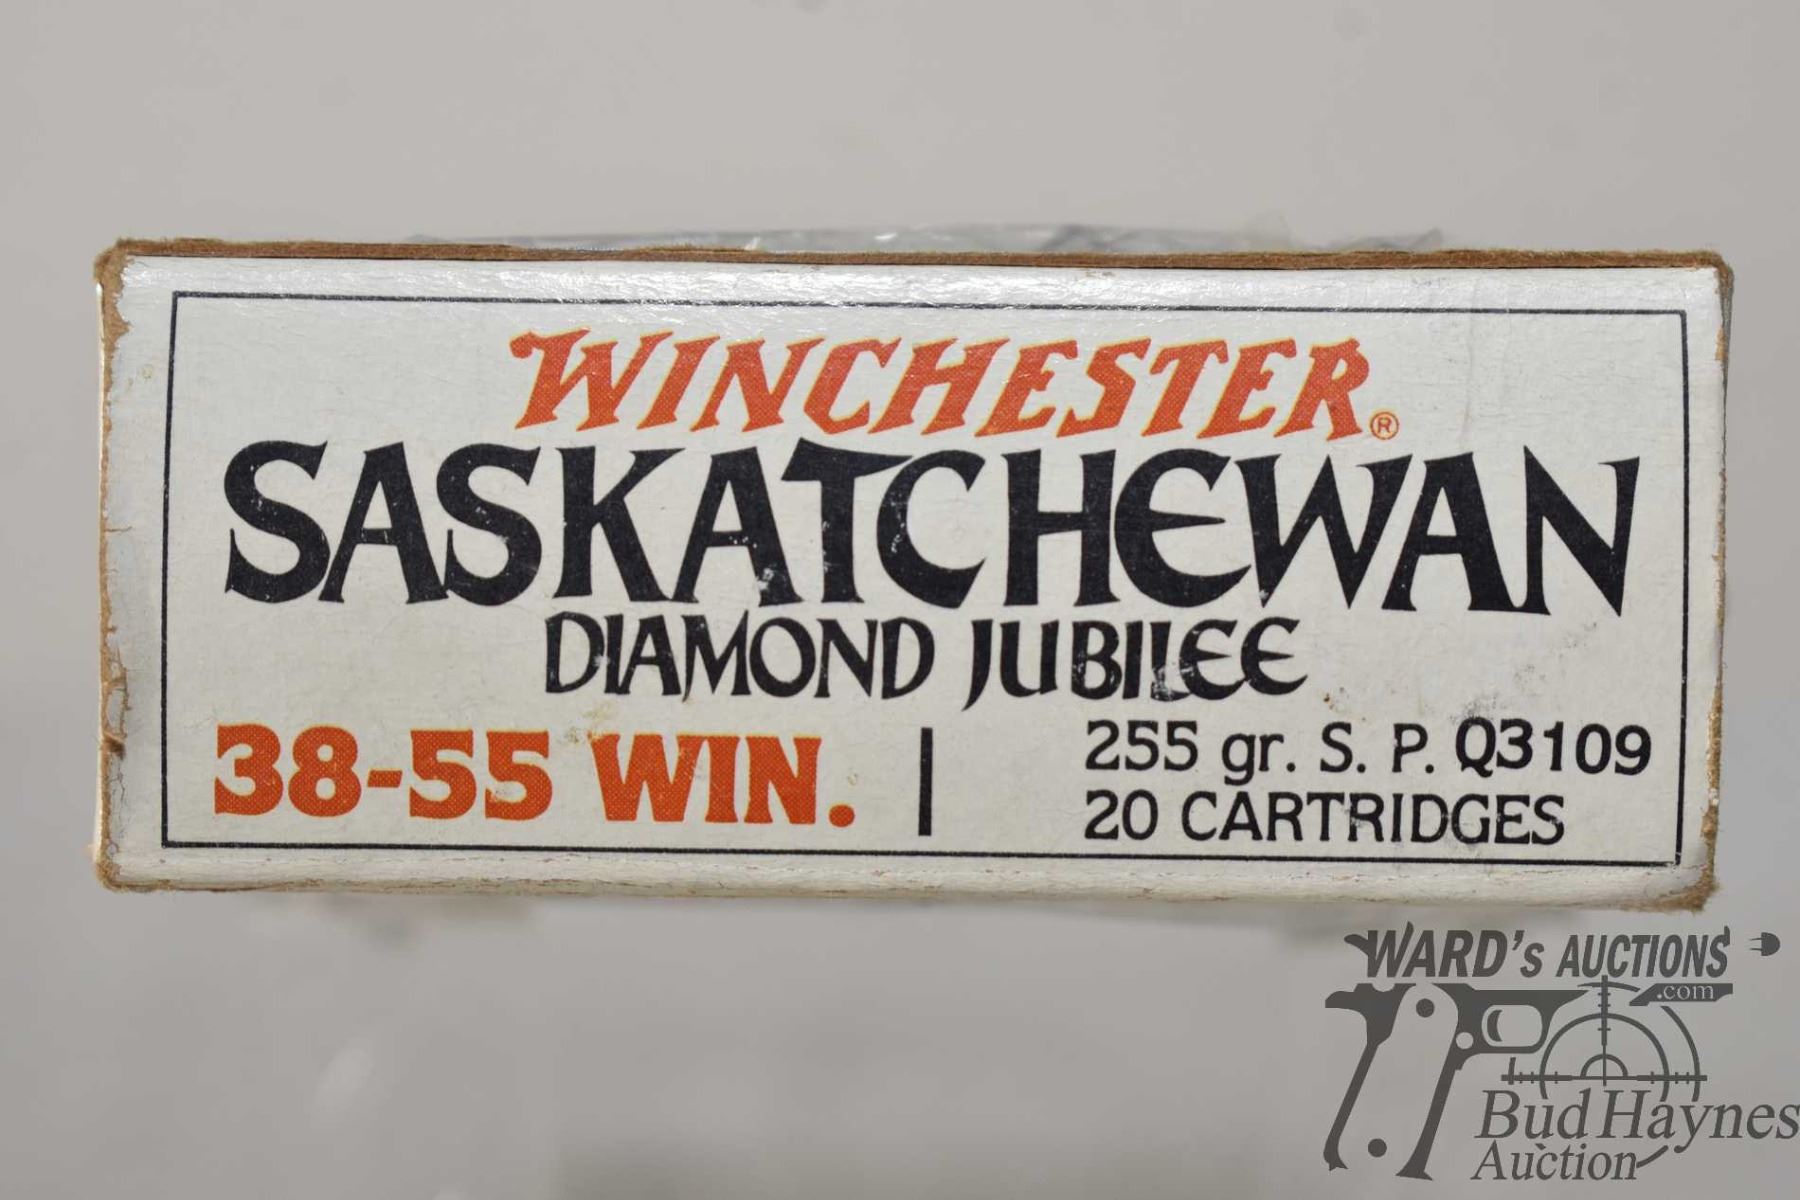 WINCHESTER®
SASKATCHEWAN
DIAMOND JUBILEE
38-55 WIN. | 255 gr. S. P. Q3109
20 CARTRIDGES
WARD's AUCTIONS
.com
Bud Haynes
Auction